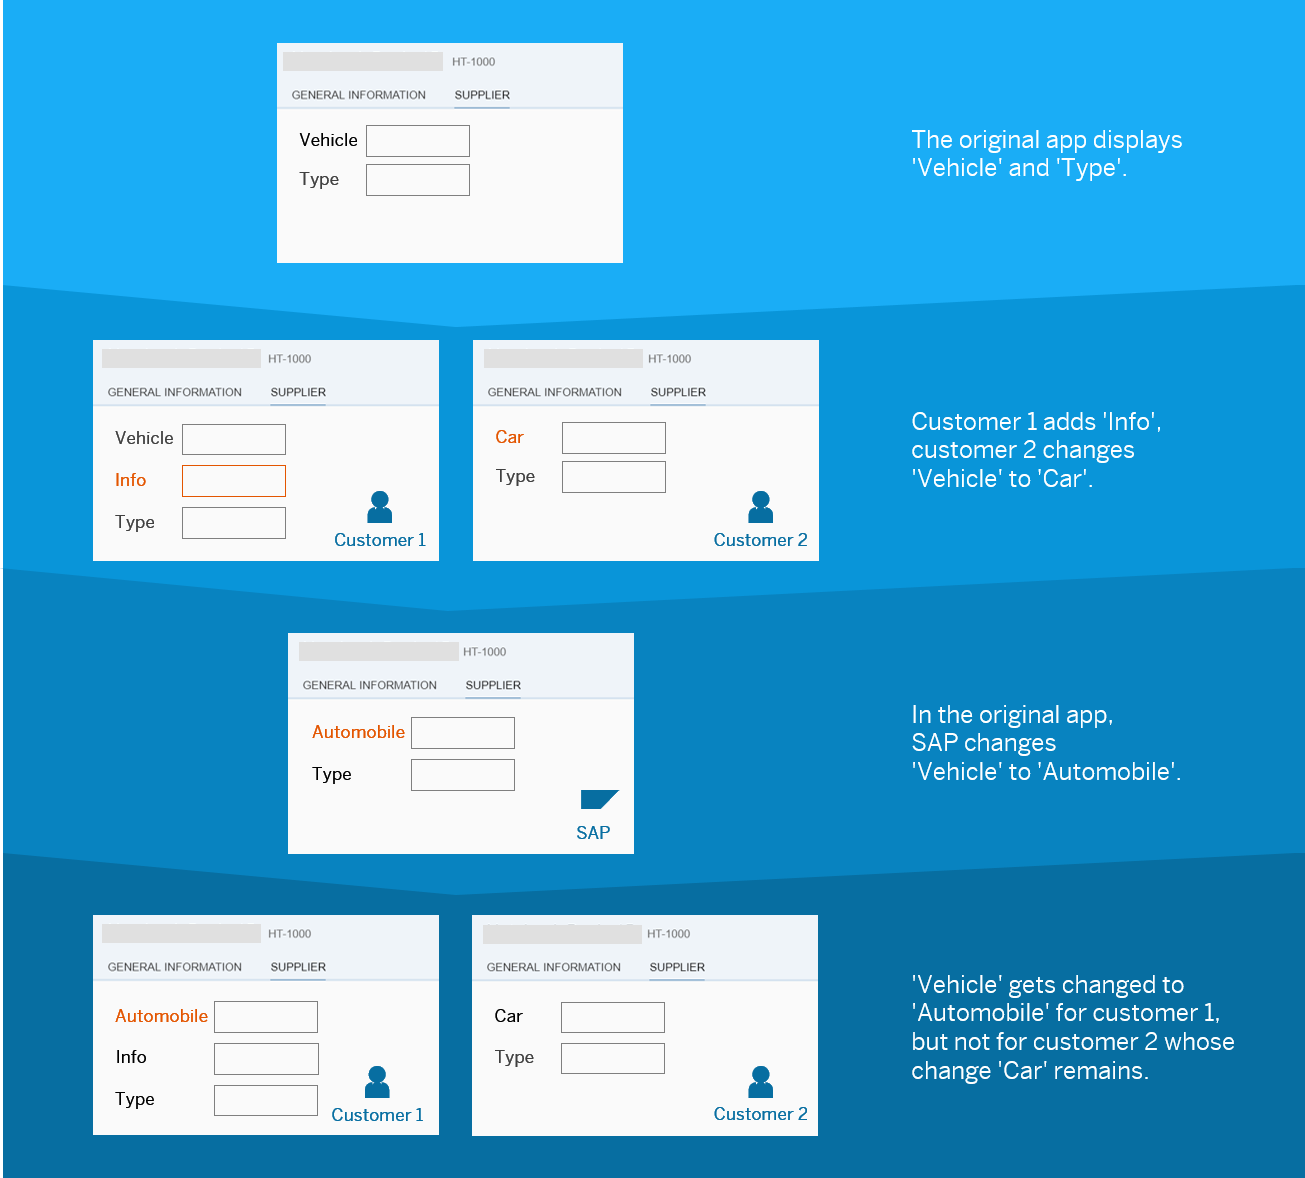 HT-1000
GENERAL INFORMATION SUPPLIER
Vehicle
Type
The original app displays
'Vehicle' and 'Type'.
HT-1000
GENERAL INFORMATION SUPPLIER
Vehicle
Info
Type
Customer 1
HT-1000
GENERAL INFORMATION SUPPLIER
Car
Type
Customer 2
Customer 1 adds 'Info',
customer 2 changes
'Vehicle' to 'Car'.
HT-1000
GENERAL INFORMATION SUPPLIER
Automobile
Type
SAP
In the original app,
SAP changes
'Vehicle' to 'Automobile'.
HT-1000
GENERAL INFORMATION SUPPLIER
Automobile
Info
Type
Customer 1
HT-1000
GENERAL INFORMATION SUPPLIER
Car
Type
Customer 2
'Vehicle' gets changed to
'Automobile' for customer 1,
but not for customer 2 whose
change 'Car' remains.